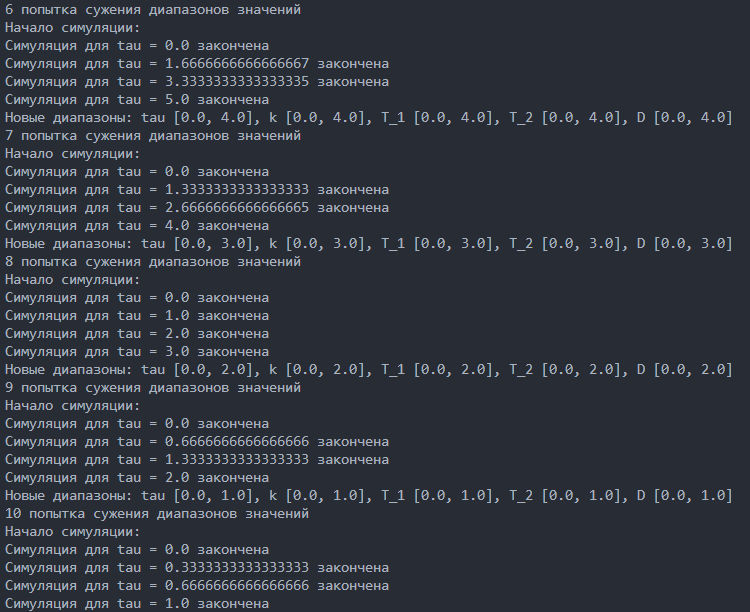 6 попытка сужения диапазонов значений
Начало симуляции:
Симуляция для tau = 0.0 закончена
Симуляция для tau = 1.6666666666666667 закончена
Симуляция для tau = 3.3333333333333335 закончена
Симуляция для tau = 5.0 закончена
Новые диапазоны: tau [0.0, 4.0], k [0.0, 4.0], T_1 [0.0, 4.0], T_2 [0.0, 4.0], D [0.0, 4.0]
7 попытка сужения диапазонов значений
Начало симуляции:
Симуляция для tau = 0.0 закончена
Симуляция для tau = 1.3333333333333333 закончена
Симуляция для tau = 2.6666666666666665 закончена
Симуляция для tau = 4.0 закончена
Новые диапазоны: tau [0.0, 3.0], k [0.0, 3.0], T_1 [0.0, 3.0], T_2 [0.0, 3.0], D [0.0, 3.0]
8 попытка сужения диапазонов значений
Начало симуляции:
Симуляция для tau = 0.0 закончена
Симуляция для tau = 1.0 закончена
Симуляция для tau = 2.0 закончена
Симуляция для tau = 3.0 закончена
Новые диапазоны: tau [0.0, 2.0], k [0.0, 2.0], T_1 [0.0, 2.0], T_2 [0.0, 2.0], D [0.0, 2.0]
9 попытка сужения диапазонов значений
Начало симуляции:
Симуляция для tau = 0.0 закончена
Симуляция для tau = 0.6666666666666666 закончена
Симуляция для tau = 1.3333333333333333 закончена
Симуляция для tau = 2.0 закончена
Новые диапазоны: tau [0.0, 1.0], k [0.0, 1.0], T_1 [0.0, 1.0], T_2 [0.0, 1.0], D [0.0, 1.0]
10 попытка сужения диапазонов значений
Начало симуляции:
Симуляция для tau = 0.0 закончена
Симуляция для tau = 0.3333333333333333 закончена
Симуляция для tau = 0.6666666666666666 закончена
Симуляция для tau = 1.0 закончена